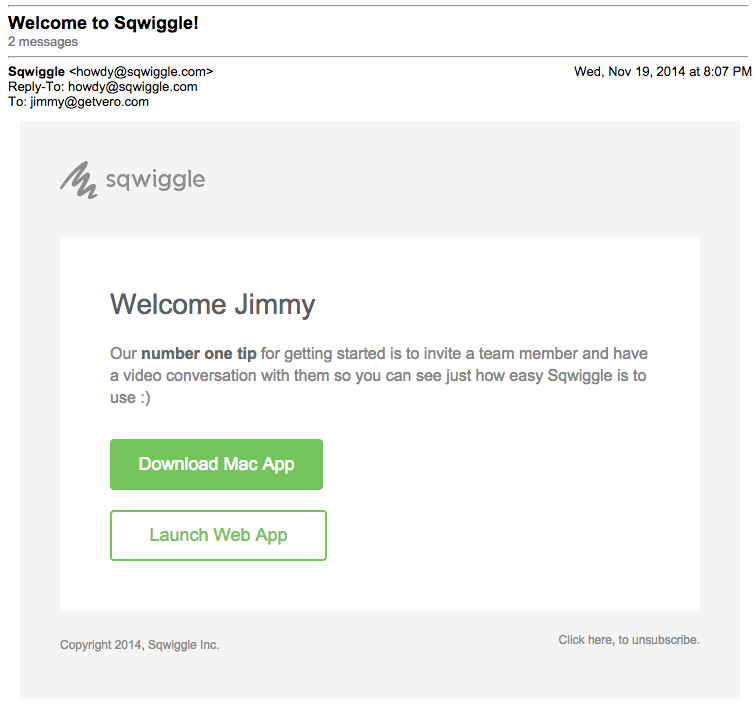 Welcome to Sqwiggle!
2 messages
Sqwiggle <howdy@sqwiggle.com>
Wed, Nov 19, 2014 at 8:07 PM
Reply-To: howdy@sqwiggle.com
To: jimmy@getvero.com
sqwiggle
Welcome Jimmy
Our number one tip for getting started is to invite a team member and have
a video conversation with them so you can see just how easy Sqwiggle is to
use :)
Download Mac App
Launch Web App
Copyright 2014, Sqwiggle Inc.
Click here, to unsubscribe.